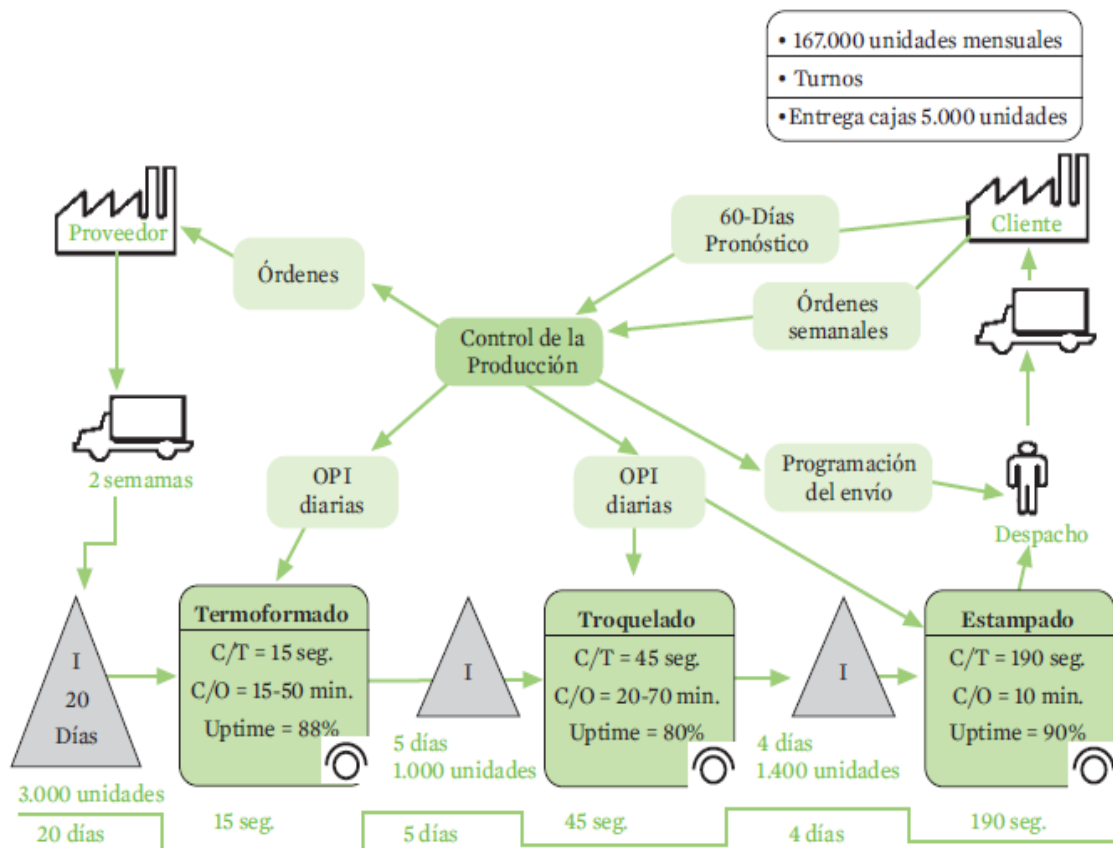 • 167.000 unidades mensuales
• Turnos
•Entrega cajas 5.000 unidades
Proveedor
Órdenes
60-Días
Pronóstico
Cliente
Órdenes
semanales
Control de la
Producción
2 semamas
OPI
diarias
OPI
diarias
Programación
del envío
Despacho
I
20
Días
3.000 unidades
Termoformado
C/T = 15 seg.
C/O = 15-50 min.
Uptime = 88%
I
5 días
1.000 unidades
Troquelado
C/T = 45 seg.
C/O = 20-70 min.
Uptime = 80%
I
4 días
1.400 unidades
Estampado
C/T = 190 seg.
C/O = 10 min.
Uptime = 90%
20 días
15 seg.
5 días
45 seg.
4 días
190 seg.